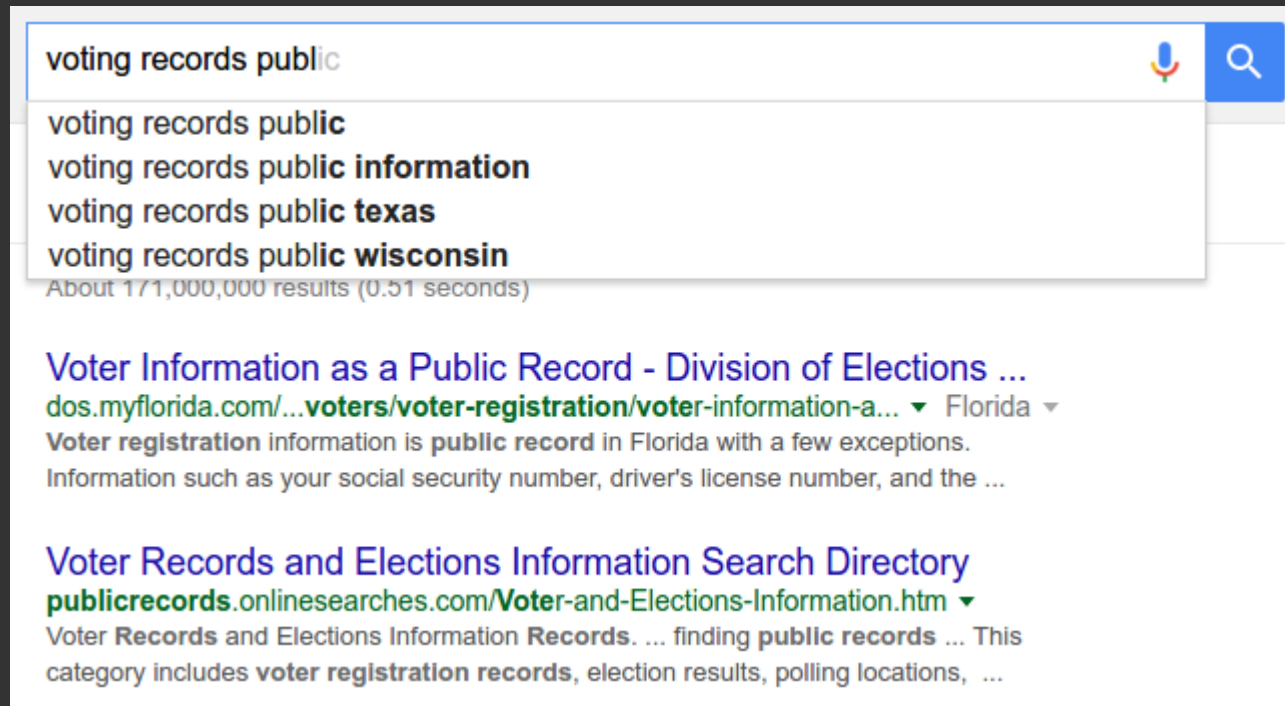 voting records public
voting records public
voting records public information
voting records public texas
voting records public wisconsin
About 171,000,000 results (0.51 seconds)
Voter Information as a Public Record - Division of Elections ...
dos.myflorida.com/...voters/voter-registration/voter-information-a... ▼ Florida ▼
Voter registration information is public record in Florida with a few exceptions.
Information such as your social security number, driver's license number, and the ...
Voter Records and Elections Information Search Directory
publicrecords.onlinesearches.com/Voter-and-Elections-Information.htm ▼
Voter Records and Elections Information Records. ... finding public records ... This
category includes voter registration records, election results, polling locations, ...